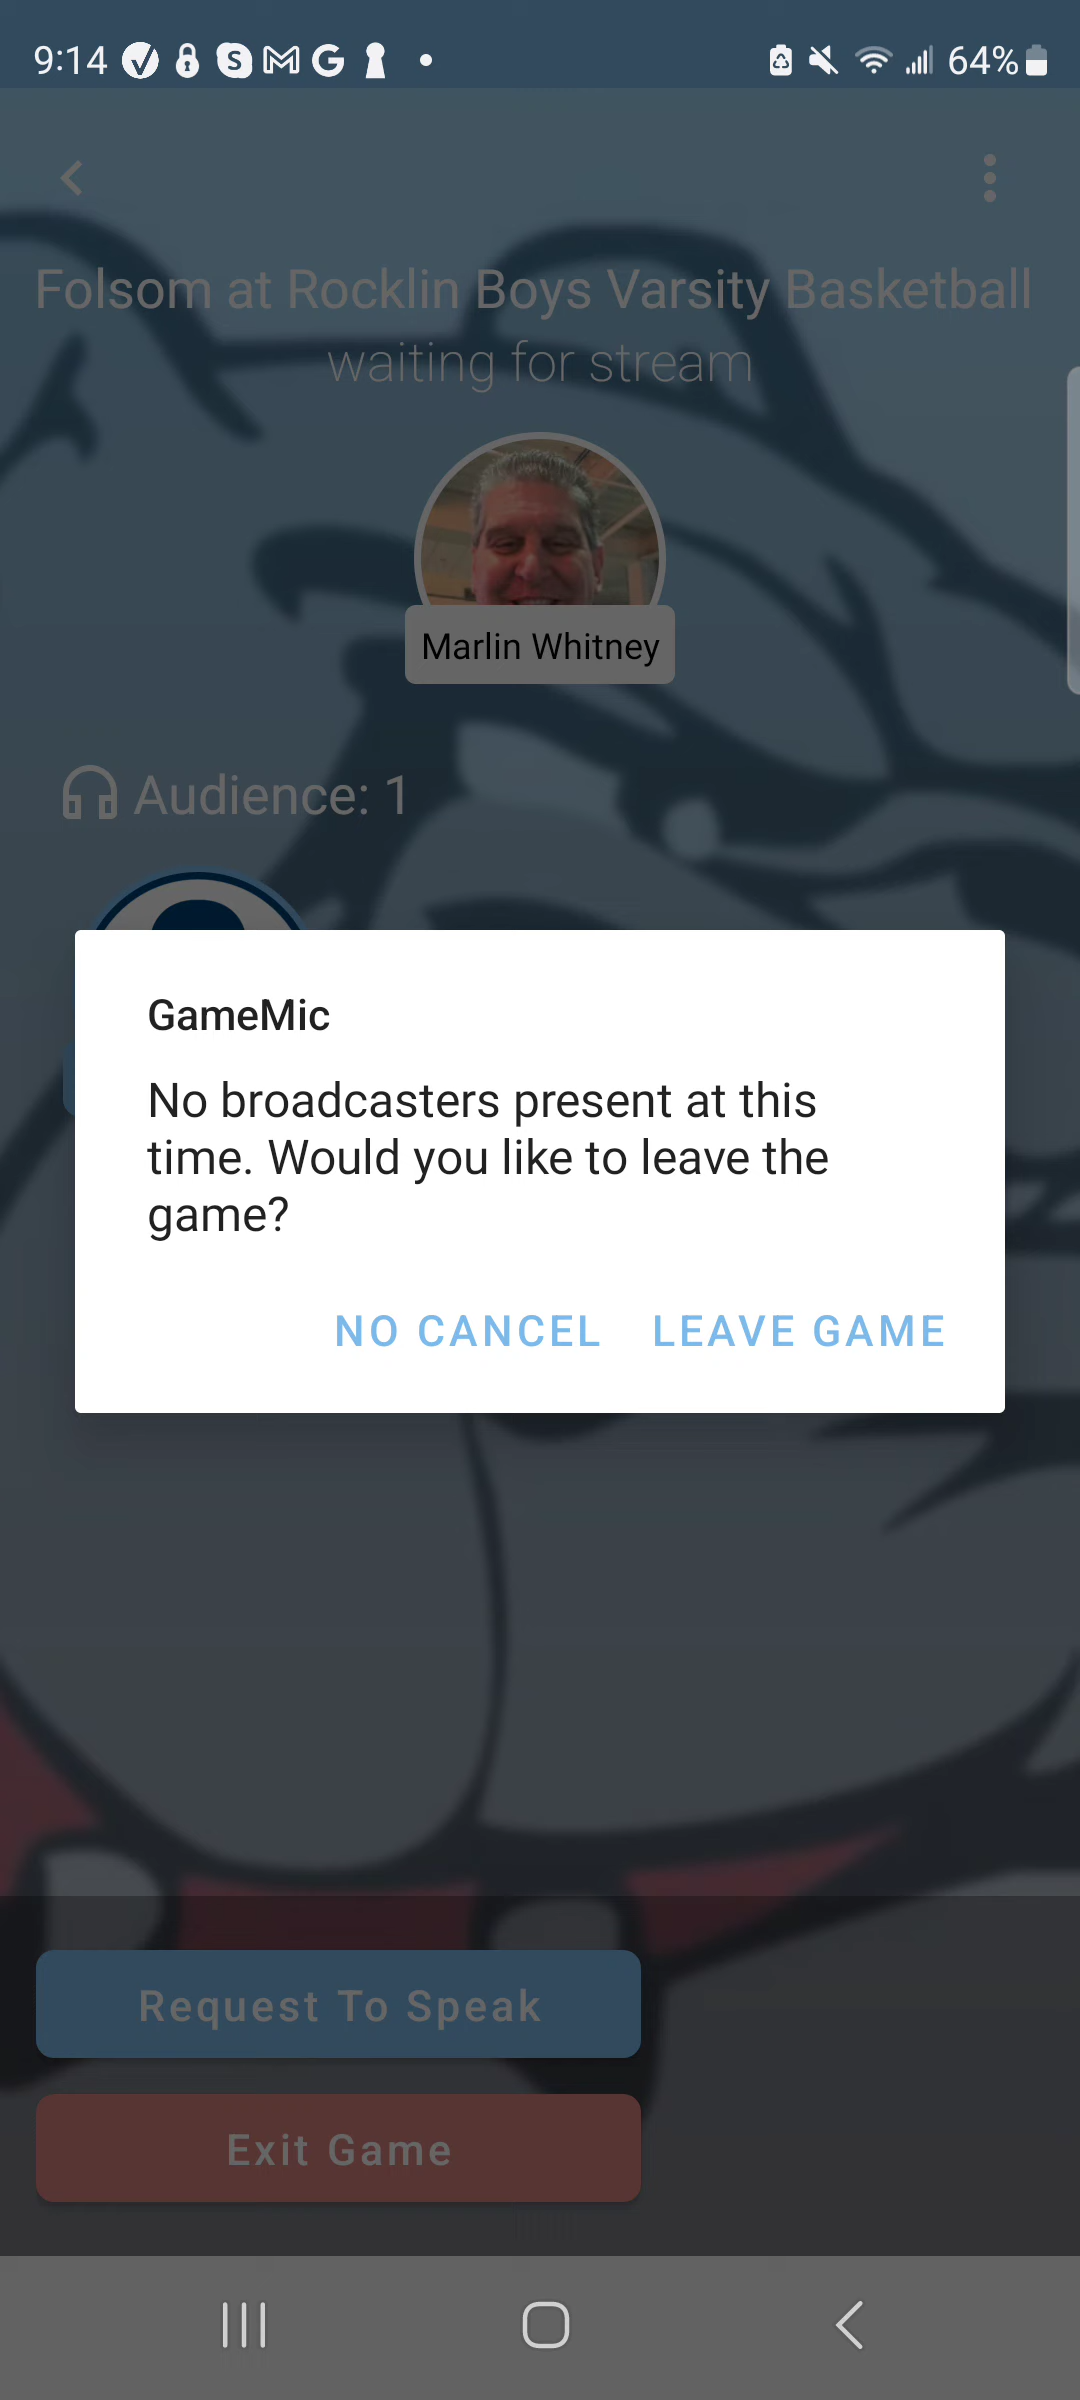 9:14
64%
Folsom at Rocklin Boys Varsity Basketball
waiting for stream
Marlin Whitney
Audience: 1
GameMic
No broadcasters present at this
time. Would you like to leave the
game?
NO CANCEL LEAVE GAME
Request To Speak
Exit Game